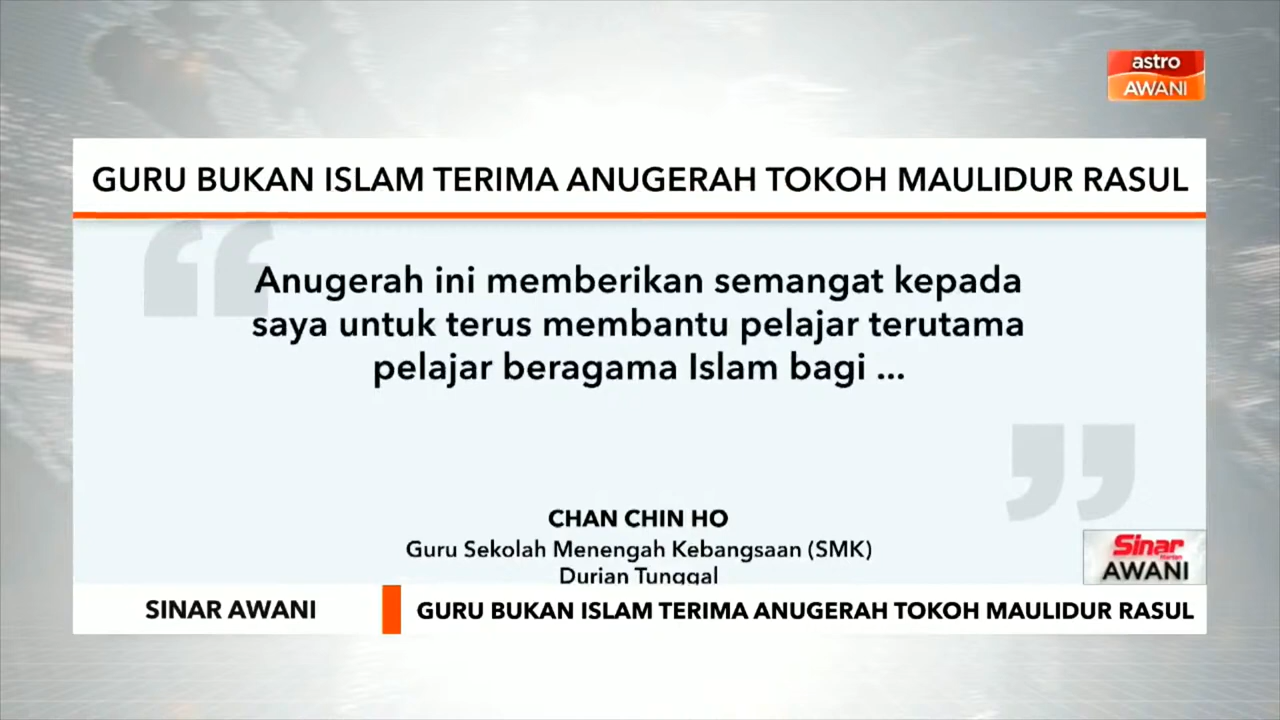 astro
AWANI
GURU BUKAN ISLAM TERIMA ANUGERAH TOKOH MAULIDUR RASUL
Anugerah ini memberikan semangat kepada
saya untuk terus membantu pelajar terutama
pelajar beragama Islam bagi ...
CHAN CHIN HO
Guru Sekolah Menengah Kebangsaan (SMK)
Durian Tunggal
Sinar
Harian
AWANI
SINAR AWANI
GURU BUKAN ISLAM TERIMA ANUGERAH TOKOH MAULIDUR RASUL